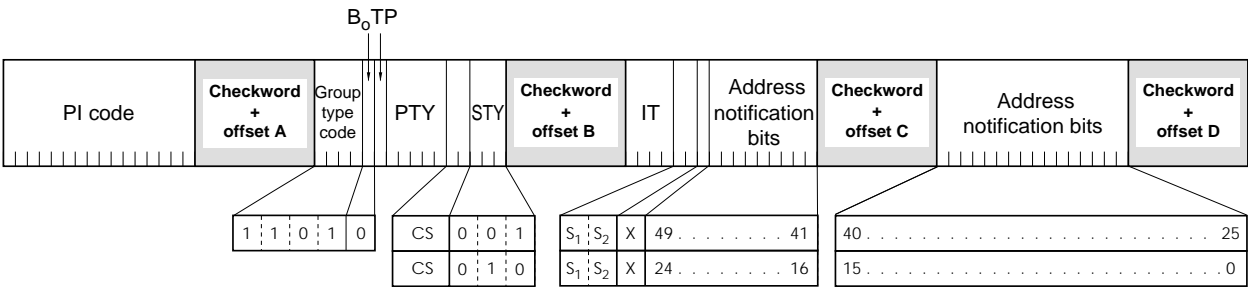 BoTP
PI code
Checkword
+
offset A
Group
type
code
PTY
STY
Checkword
+
offset B
IT
Address
notification
bits
Checkword
+
offset C
Address
notification bits
Checkword
+
offset D
1 1 0 1 0
CS 0 0 1
CS 0 1 0
S1 S2 X 49 . . . . . . . . 41
S1 S2 X 24 . . . . . . . . 16
40 . . . . . . . . . . . . . . . . . . . . . . . . . . 25
15 . . . . . . . . . . . . . . . . . . . . . . . . . . 0